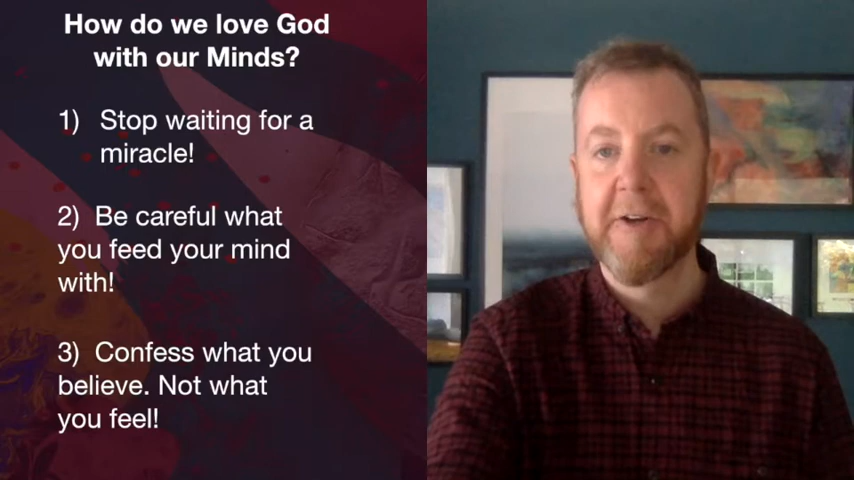 How do we love God
with our Minds?
1) Stop waiting for a
miracle!
2) Be careful what
you feed your mind
with!
3) Confess what you
believe. Not what
you feel!